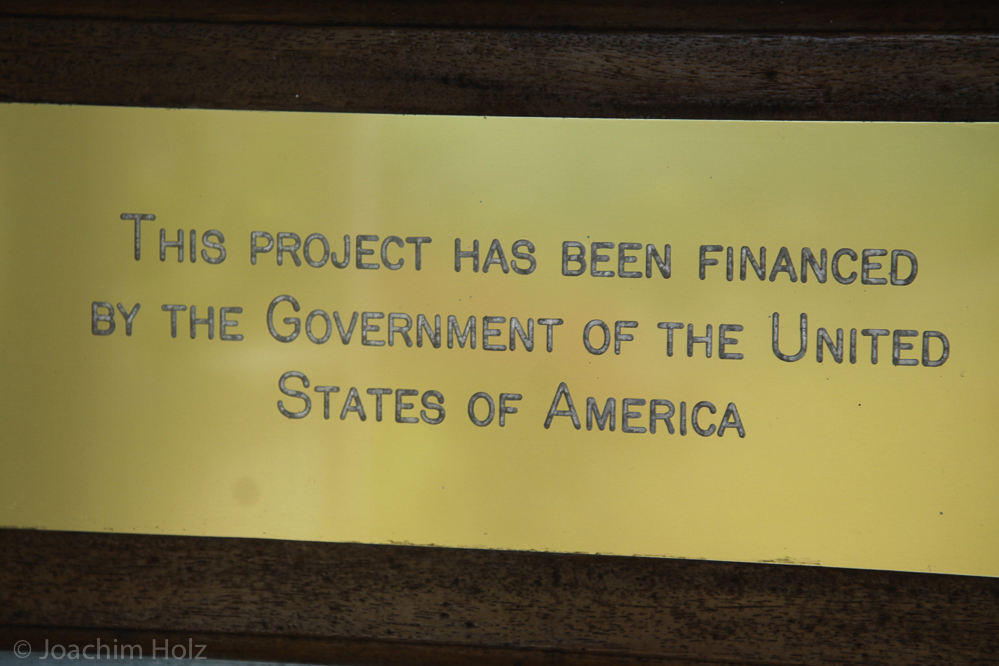 This project has been financed
by the Government of the United
States of America
© Joachim Holz